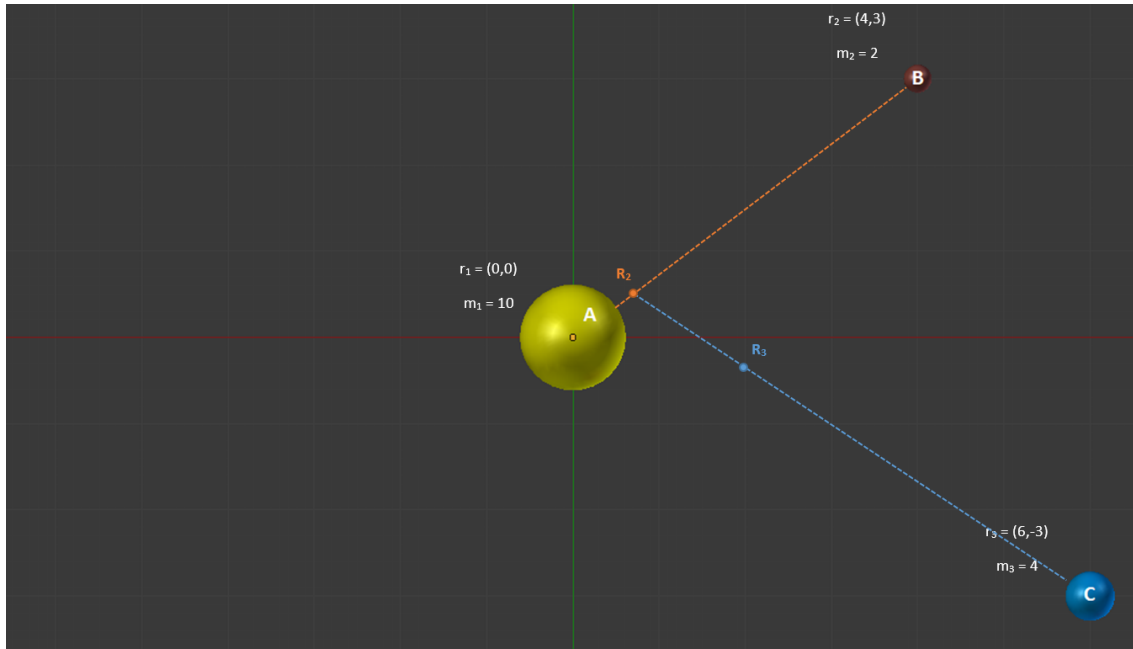 r₂ = (4,3)
m₂ = 2
B
r₁ = (0,0)
R₂
m₁ = 10
A
R₃
r₃ = (6,-3)
m₃ = 4
C